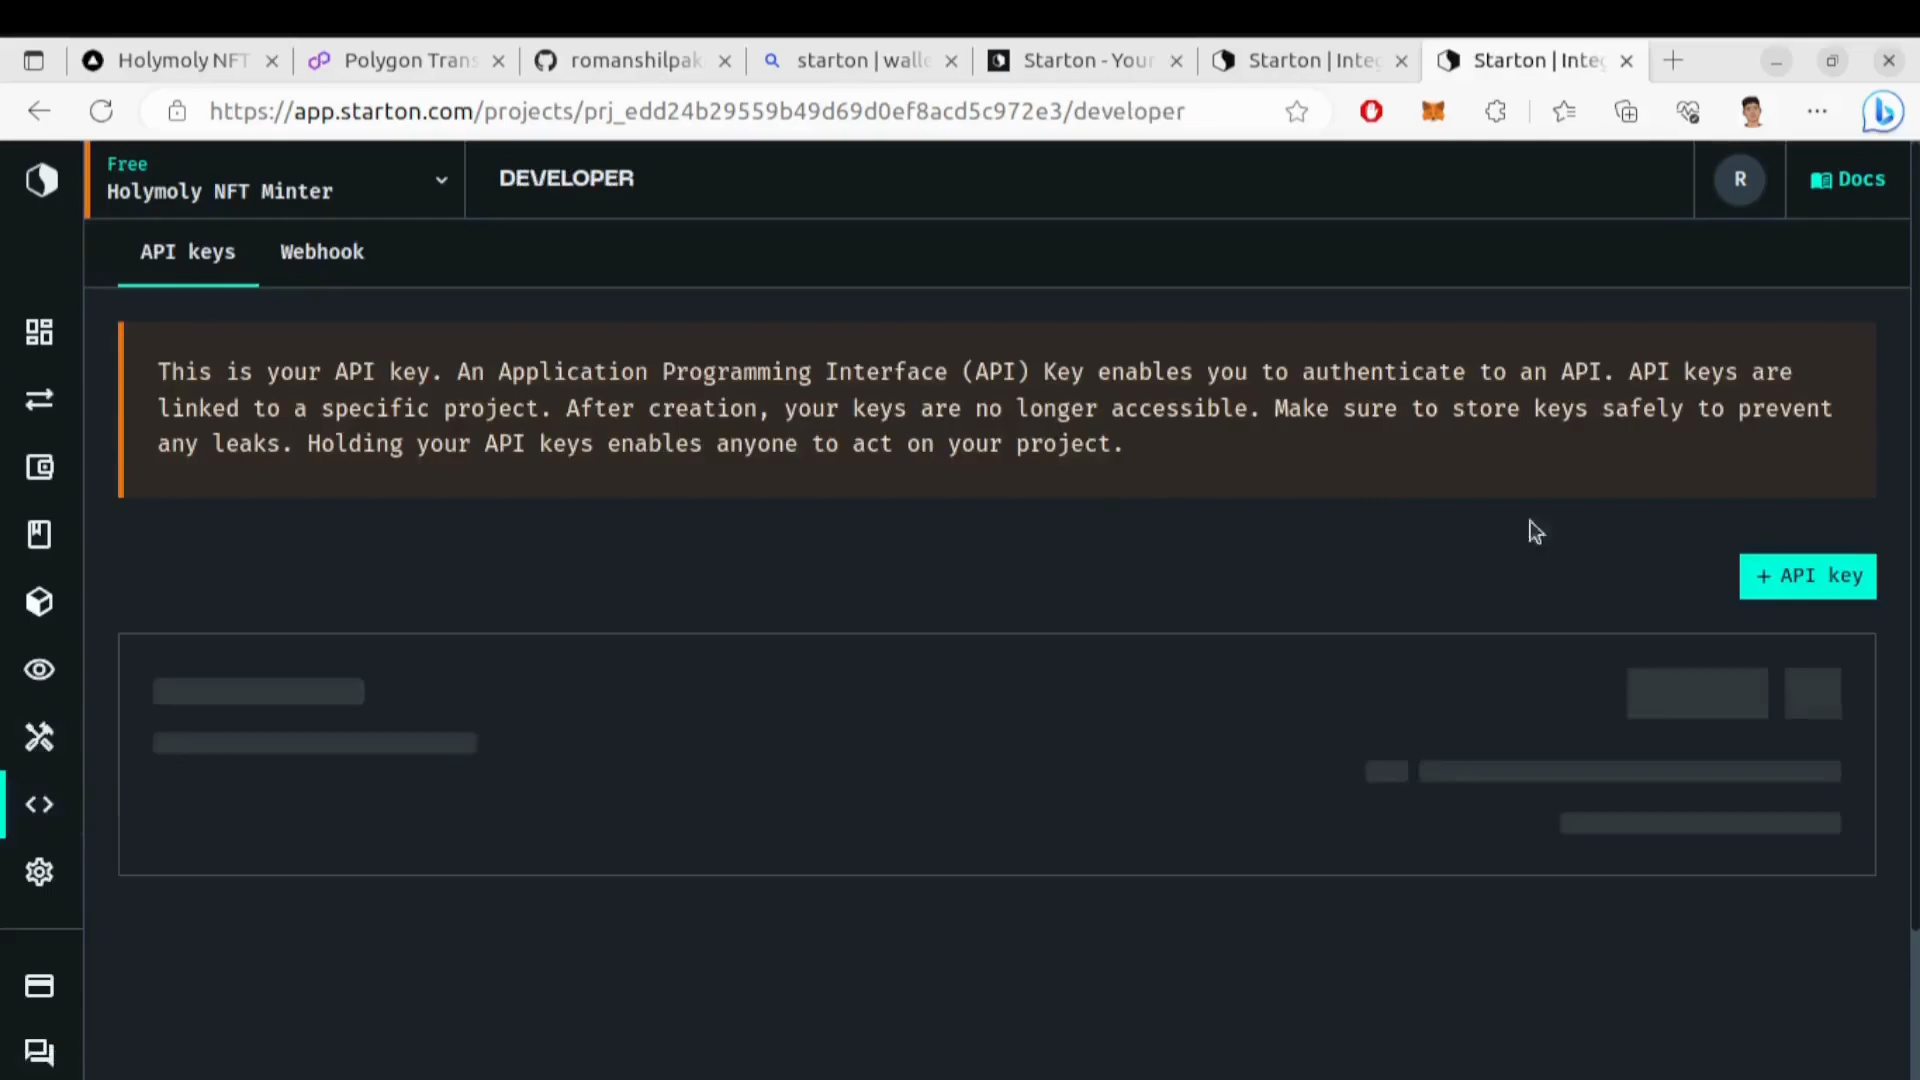 Holymoly NFT
Polygon Trans
romanshilpak
starton | walle
Starton - Your
Starton | Integ
Starton | Integ
https://app.starton.com/projects/prj_edd24b29559b49d69d0ef8acd5c972e3/developer
Free
Holymoly NFT Minter
DEVELOPER
R
Docs
API keys
Webhook
This is your API key. An Application Programming Interface (API) Key enables you to authenticate to an API. API keys are
linked to a specific project. After creation, your keys are no longer accessible. Make sure to store keys safely to prevent
any leaks. Holding your API keys enables anyone to act on your project.
+ API key